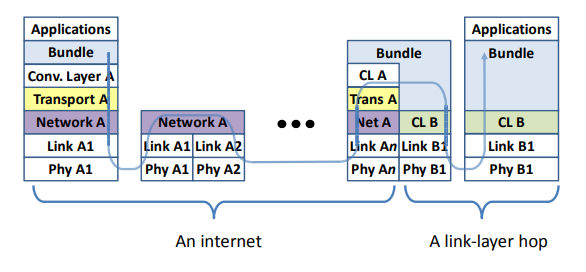 Applications
Bundle
Conv. Layer A
Transport A
Network A
Link A1
Phy A1
Network A
Link A1 Link A2
Phy A1 Phy A2
Bundle
CL A
Trans A
Net A CL B
Link An Link B1
Phy An Phy B1
Applications
Bundle
CL B
Link B1
Phy B1
An internet
A link-layer hop